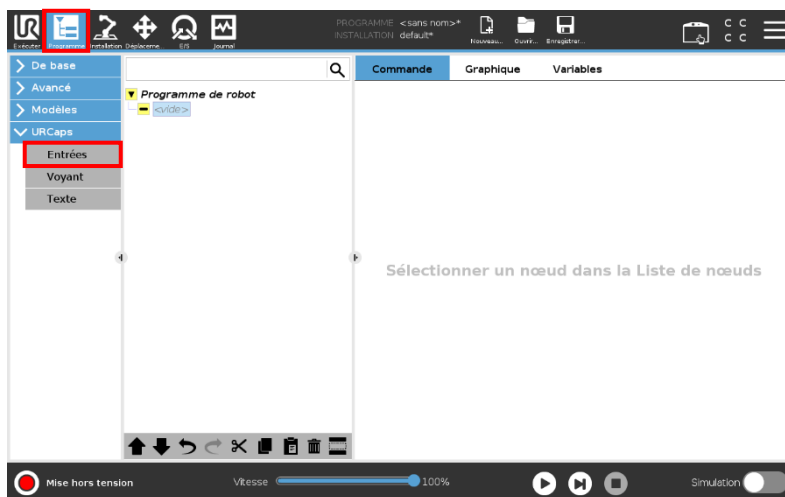 UR
PROGRAMME <sans nom>*
INSTALLATION default*
Exécuter Programme Installation Déplaceme... E/S Journal
Nouveau... Ouvrir... Enregistrer...
C C
C C
De base
Avancé
Modèles
URCaps
Entrées
Voyant
Texte
Programme de robot
<vide>
Commande Graphique Variables
Sélectionner un nœud dans la Liste de nœuds
Mise hors tension Vitesse 100% Simulation